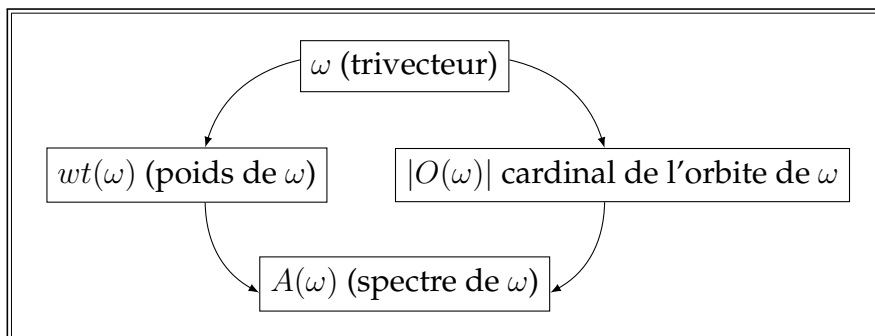 ω (trivecteur)
wt(ω) (poids de ω)
|O(ω)| cardinal de l'orbite de ω
A(ω) (spectre de ω)